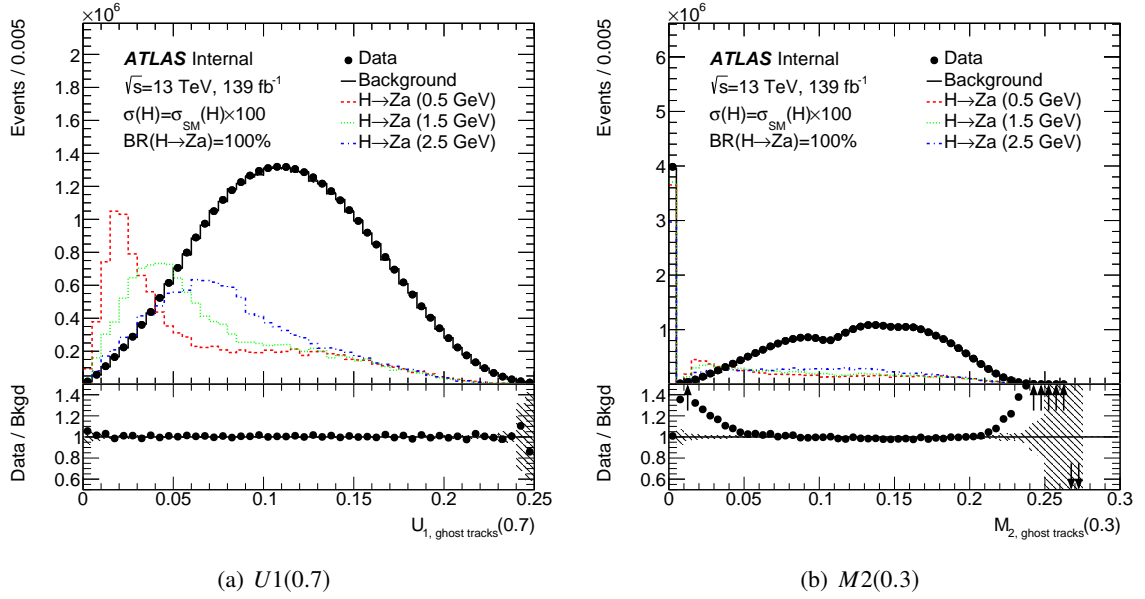 ×10⁶
Events / 0.005
2
1.8
1.6
1.4
1.2
1
0.8
0.6
0.4
0.2
ATLAS Internal
√s=13 TeV, 139 fb⁻¹
σ(H)=σ_SM(H)×100
BR(H→Za)=100%
Data
Background
H→Za (0.5 GeV)
H→Za (1.5 GeV)
H→Za (2.5 GeV)
Data / Bkgd
1.4
1.2
1
0.8
0.6
0 0.05 0.1 0.15 0.2 0.25
U_1, ghost tracks(0.7)
(a) U1(0.7)
×10⁶
Events / 0.005
6
5
4
3
2
1
ATLAS Internal
√s=13 TeV, 139 fb⁻¹
σ(H)=σ_SM(H)×100
BR(H→Za)=100%
Data
Background
H→Za (0.5 GeV)
H→Za (1.5 GeV)
H→Za (2.5 GeV)
Data / Bkgd
1.4
1.2
1
0.8
0.6
0 0.05 0.1 0.15 0.2 0.25 0.3
M_2, ghost tracks(0.3)
(b) M2(0.3)